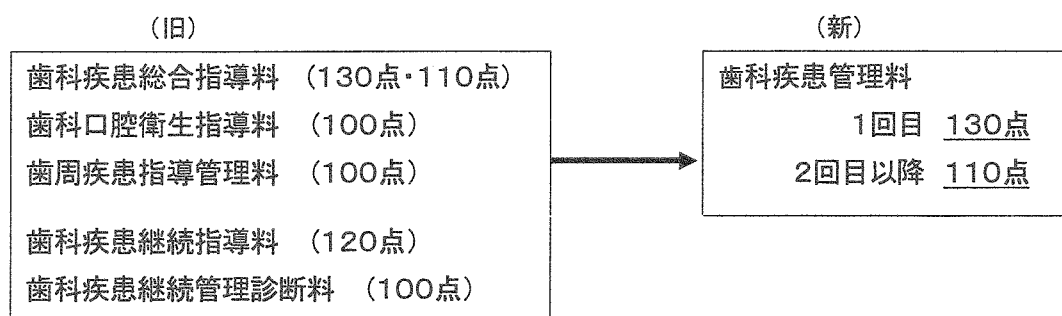 (旧)
歯科疾患総合指導料 (130点・110点)
歯科口腔衛生指導料 (100点)
歯周疾患指導管理料 (100点)
歯科疾患継続指導料 (120点)
歯科疾患継続管理診断料 (100点)
(新)
歯科疾患管理料
1回目 130点
2回目以降 110点